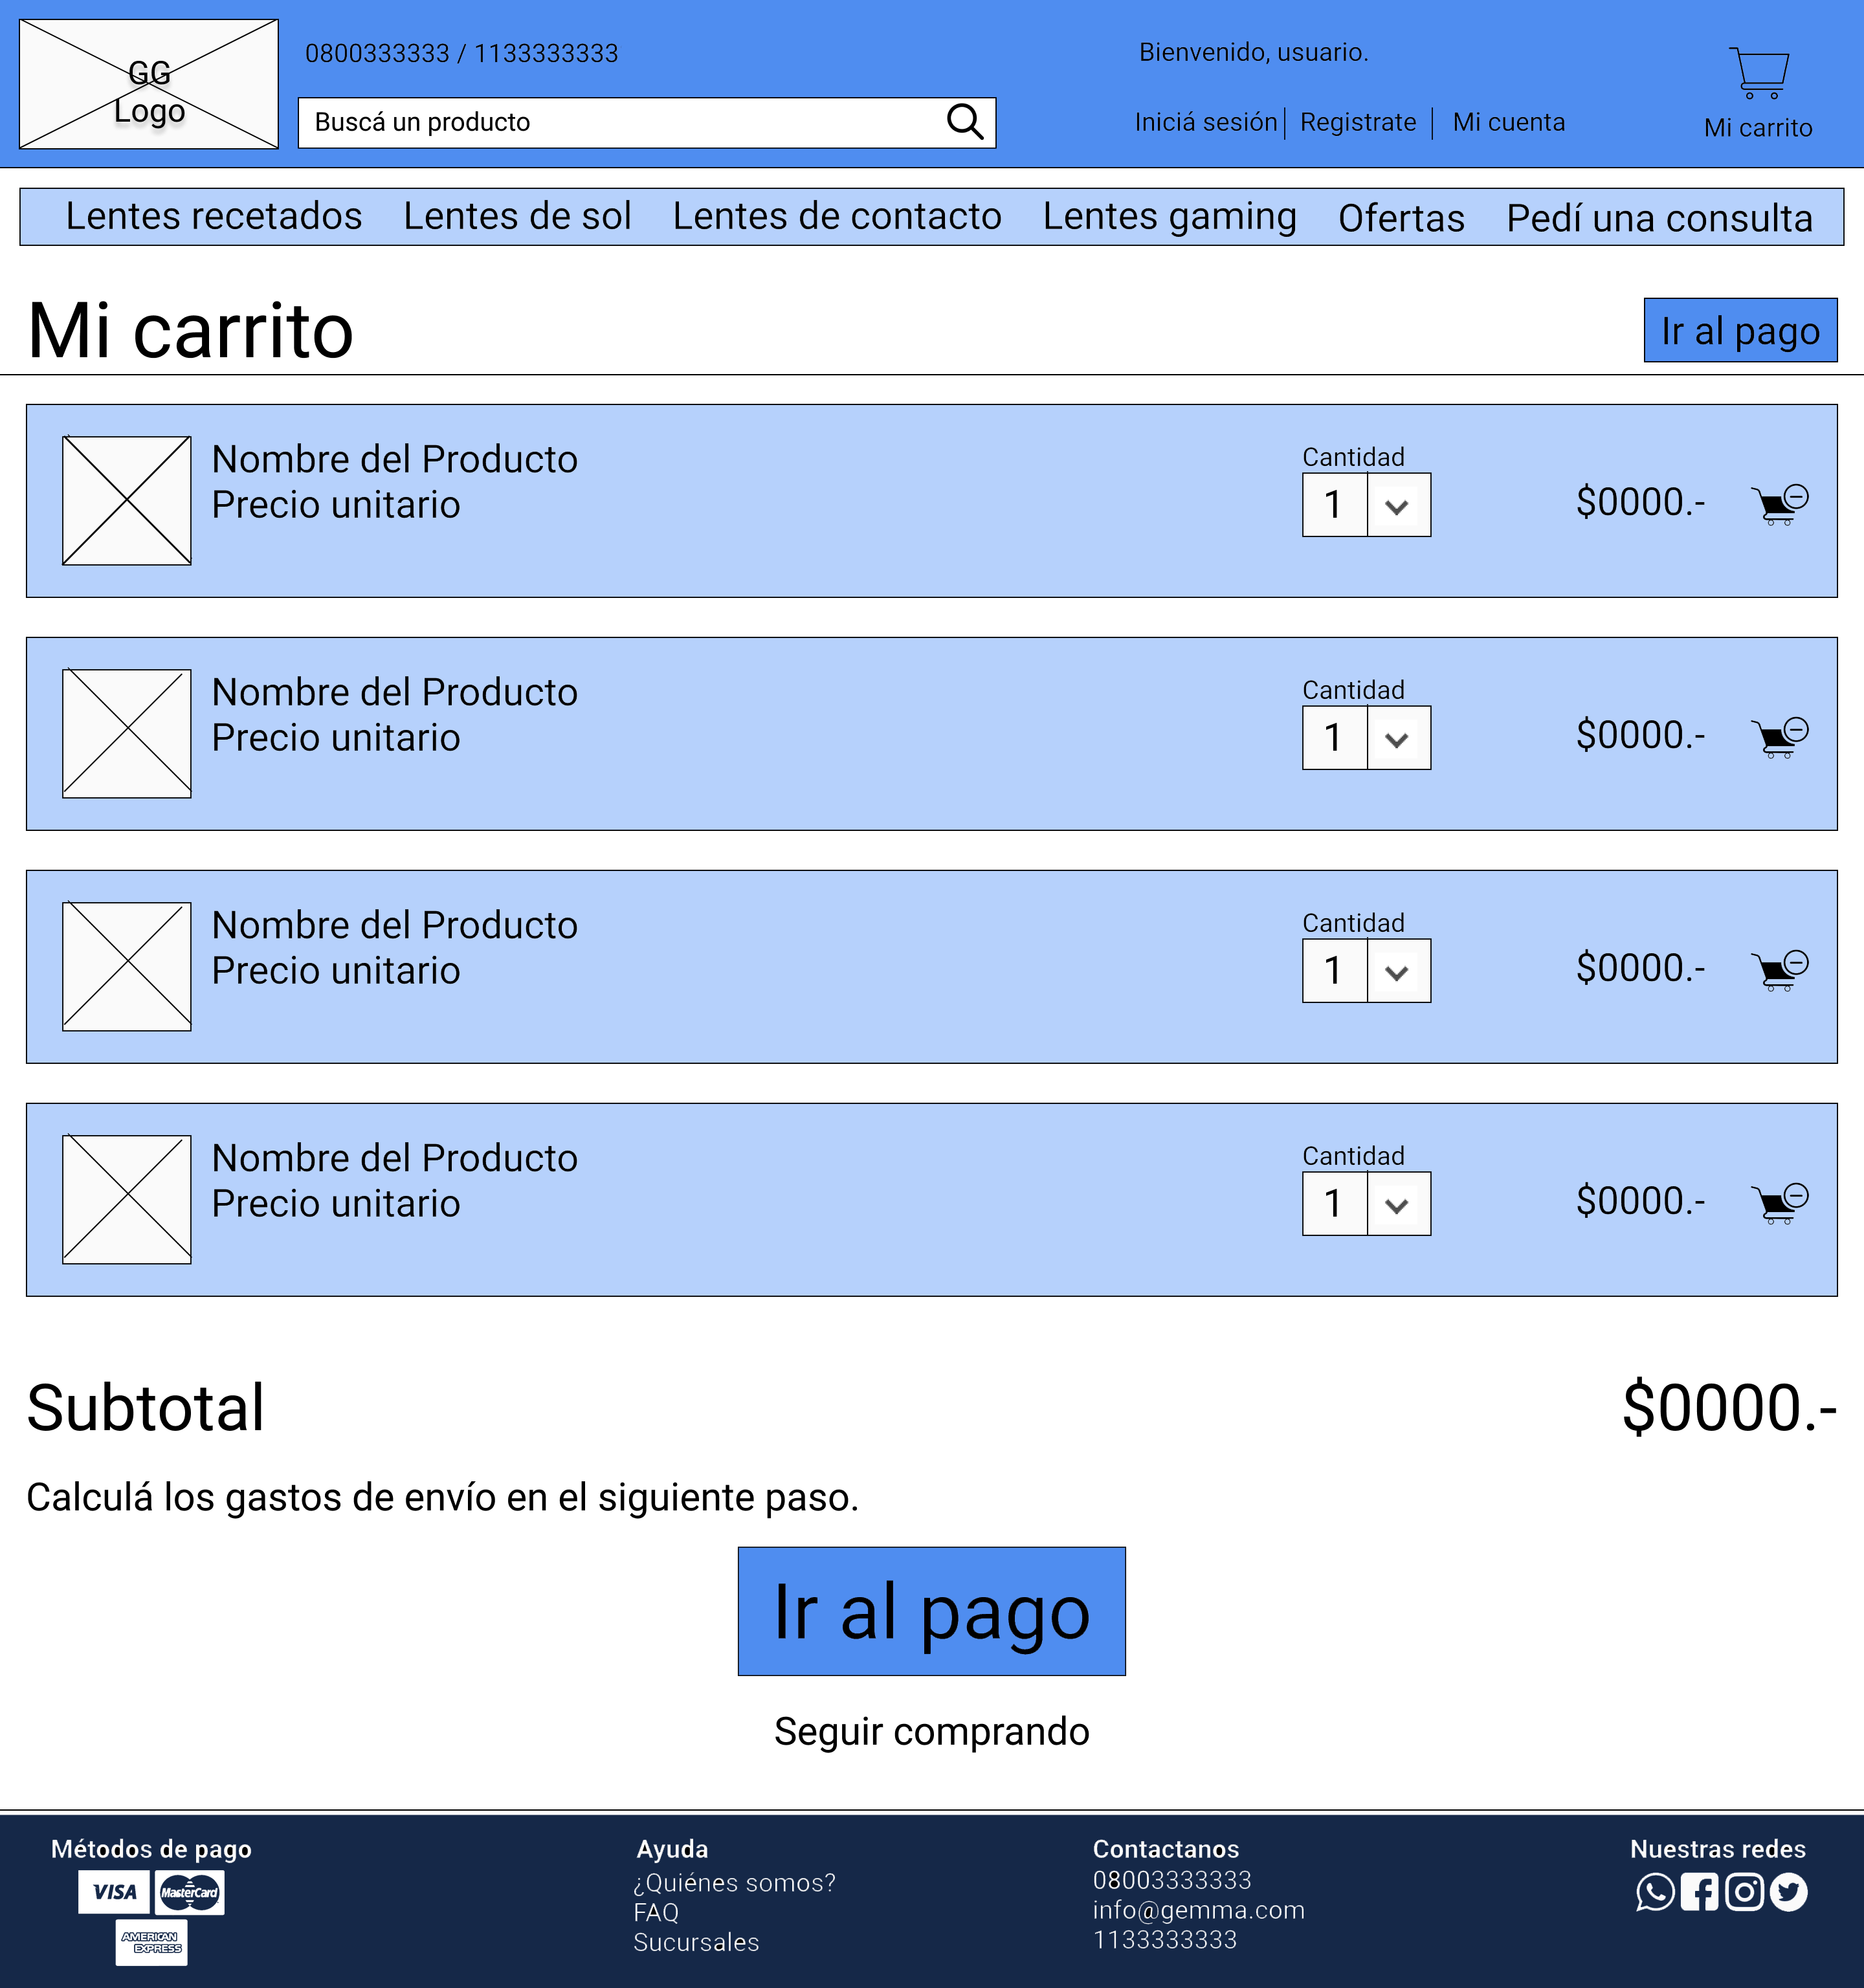 GG
Logo
0800333333 / 1133333333
Bienvenido, usuario.
Buscá un producto
Iniciá sesión Registrate Mi cuenta
Mi carrito
Lentes recetados Lentes de sol Lentes de contacto Lentes gaming Ofertas Pedí una consulta
Mi carrito
Ir al pago
Nombre del Producto
Precio unitario
Cantidad
1
$0000.-
Nombre del Producto
Precio unitario
Cantidad
1
$0000.-
Nombre del Producto
Precio unitario
Cantidad
1
$0000.-
Nombre del Producto
Precio unitario
Cantidad
1
$0000.-
Subtotal
$0000.-
Calculá los gastos de envío en el siguiente paso.
Ir al pago
Seguir comprando
Métodos de pago
VISA
MasterCard
AMERICAN
EXPRESS
Ayuda
¿Quiénes somos?
FAQ
Sucursales
Contactanos
08003333333
info@gemma.com
1133333333
Nuestras redes